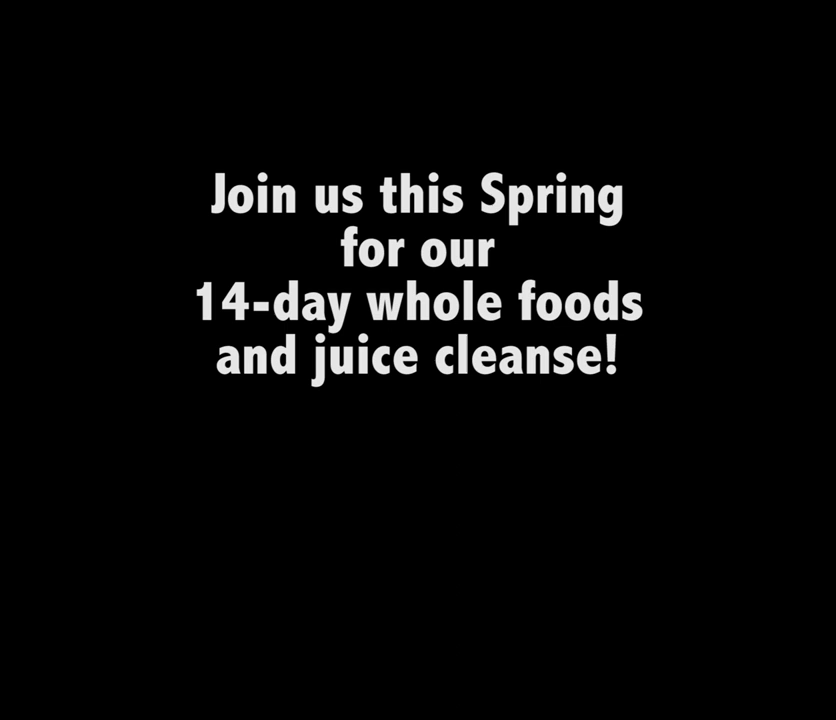 Join us this Spring
for our
14-day whole foods
and juice cleanse!